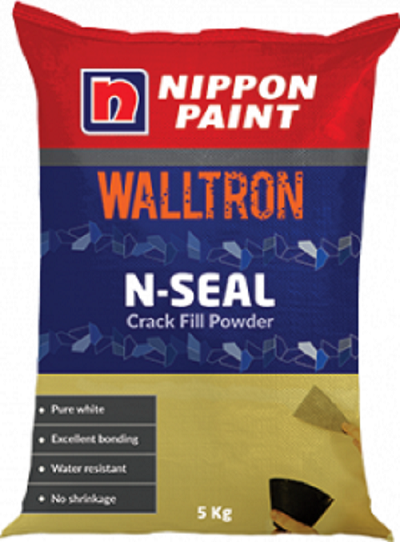 n
NIPPON
PAINT
WALLTRON
N-SEAL
Crack Fill Powder
• Pure white
• Excellent bonding
• Water resistant
• No shrinkage
5 Kg